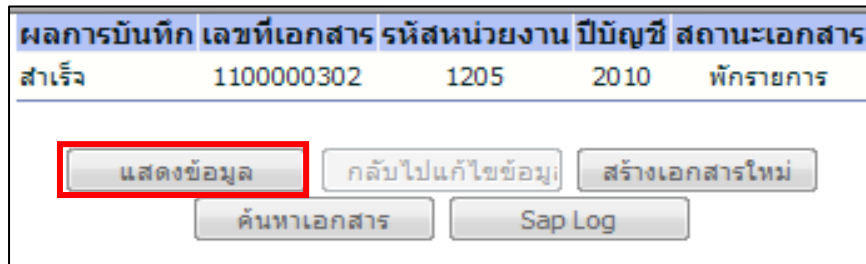 ผลการบันทึก เลขที่เอกสาร รหัสหน่วยงาน ปีบัญชี สถานะเอกสาร
สำเร็จ 1100000302 1205 2010 พักรายการ
แสดงข้อมูล กลับไปแก้ไขข้อมู สร้างเอกสารใหม่
ค้นหาเอกสาร Sap Log